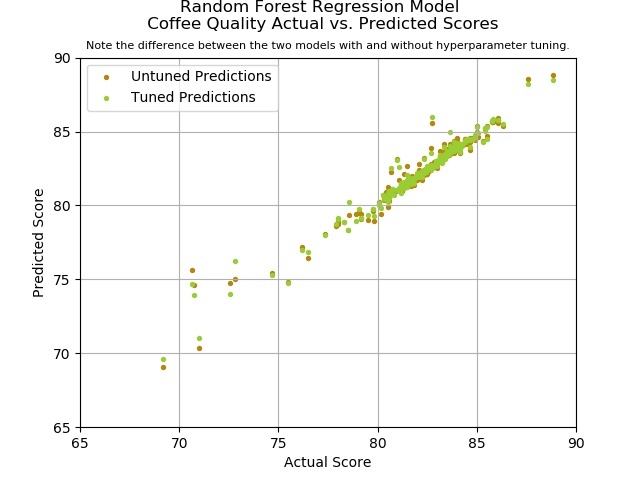 Random Forest Regression Model
Coffee Quality Actual vs. Predicted Scores
Note the difference between the two models with and without hyperparameter tuning.
Untuned Predictions
Tuned Predictions
90
85
80
75
70
65
Predicted Score
65 70 75 80 85 90
Actual Score